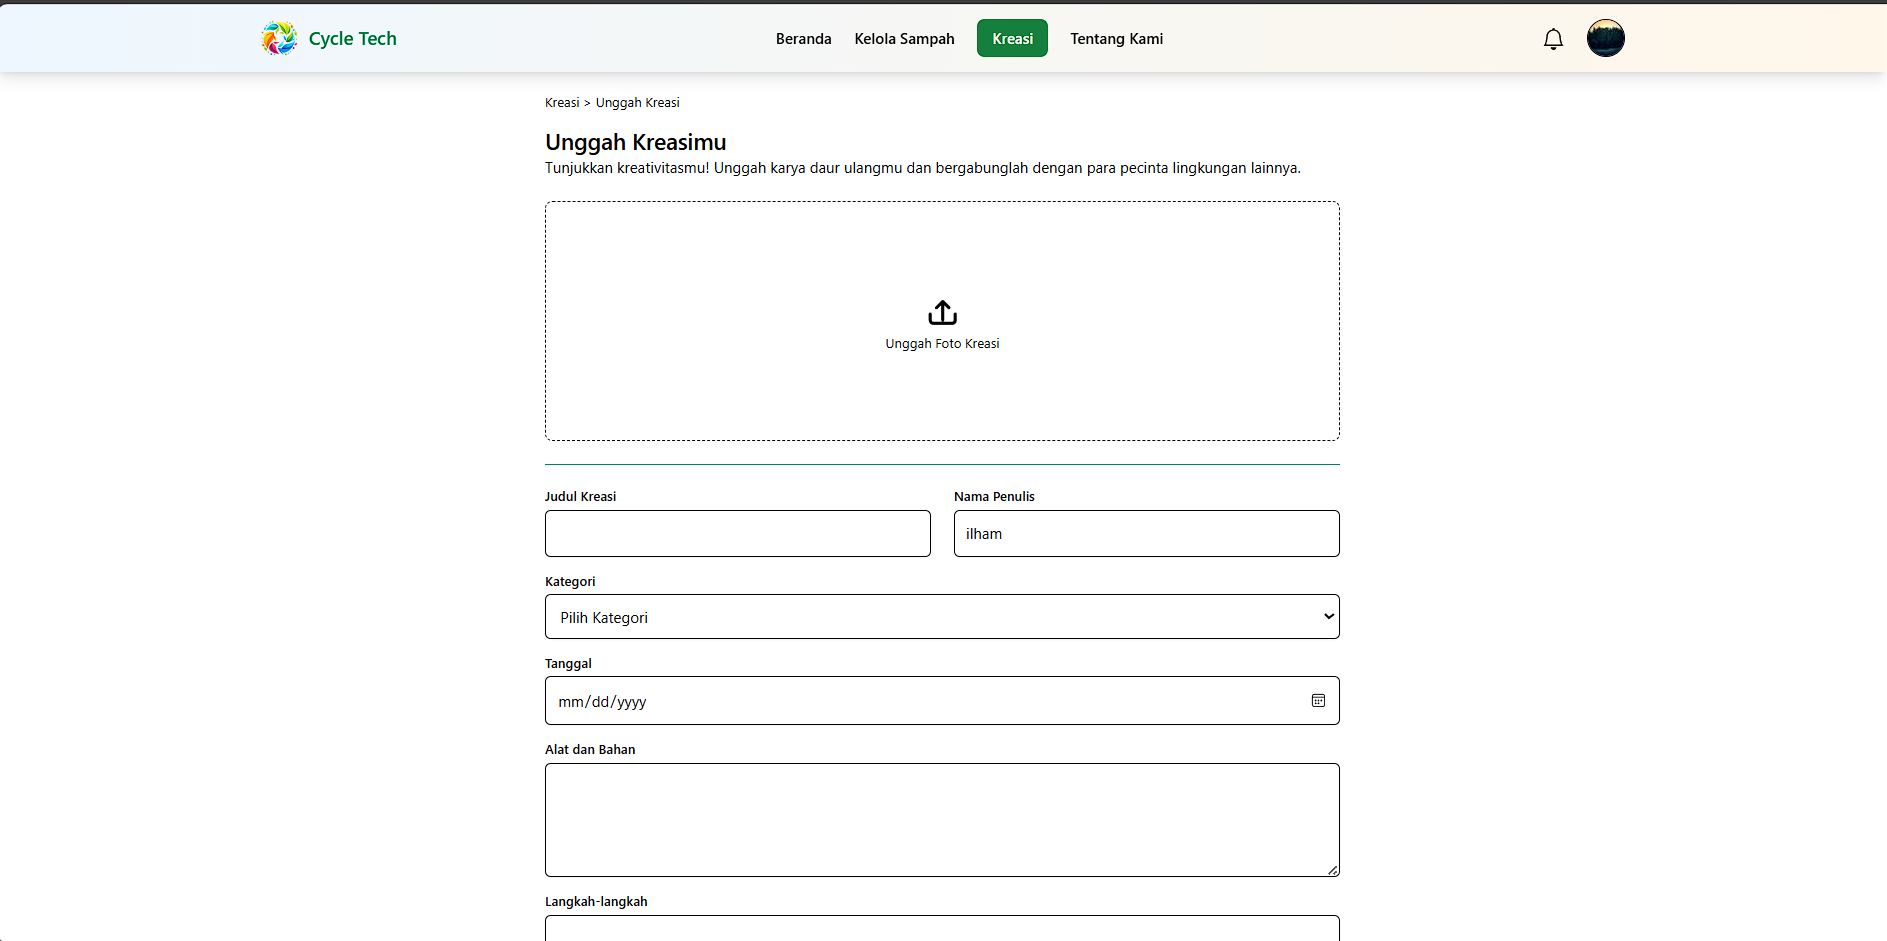 Cycle Tech
Beranda Kelola Sampah Kreasi Tentang Kami
Kreasi > Unggah Kreasi
Unggah Kreasimu
Tunjukkan kreativitasmu! Unggah karya daur ulangmu dan bergabunglah dengan para pecinta lingkungan lainnya.
Unggah Foto Kreasi
Judul Kreasi
Nama Penulis
ilham
Kategori
Pilih Kategori
Tanggal
mm/dd/yyyy
Alat dan Bahan
Langkah-langkah